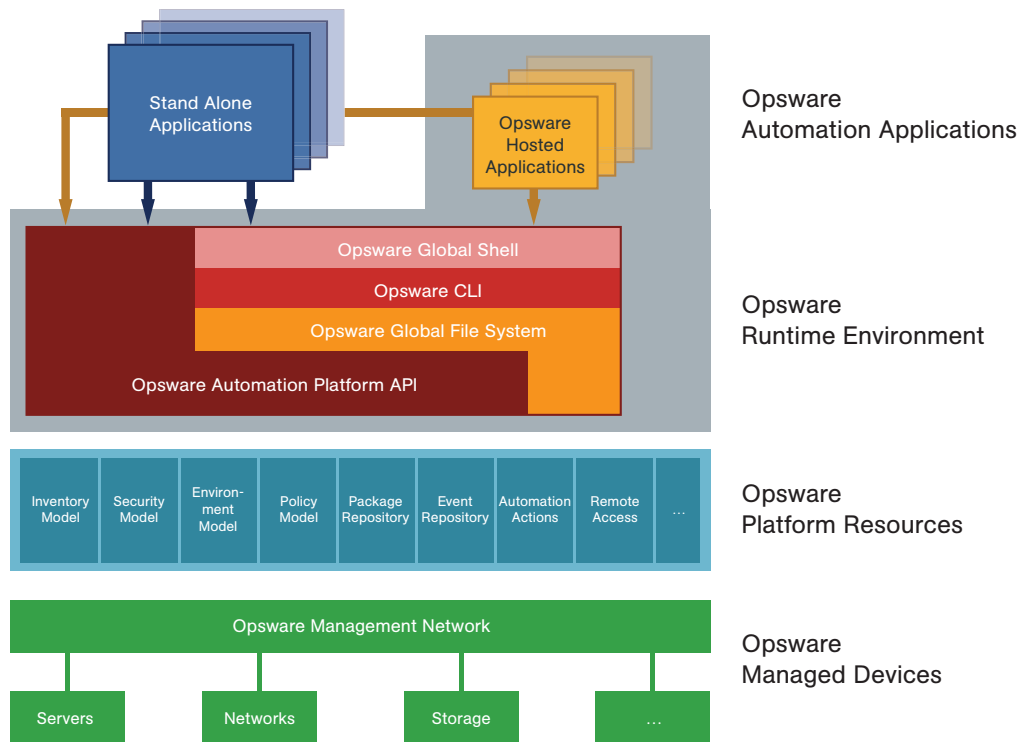 Stand Alone
Applications
Opsware
Hosted
Applications
Opsware
Automation Applications
Opsware Global Shell
Opsware CLI
Opsware Global File System
Opsware Automation Platform API
Opsware
Runtime Environment
Inventory
Model
Security
Model
Environ-
ment
Model
Policy
Model
Package
Repository
Event
Repository
Automation
Actions
Remote
Access
...
Opsware
Platform Resources
Opsware Management Network
Servers
Networks
Storage
...
Opsware
Managed Devices